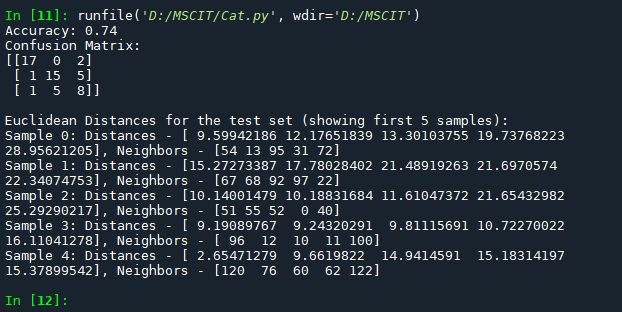 In [11]: runfile('D:/MSCIT/Cat.py', wdir='D:/MSCIT')
Accuracy: 0.74
Confusion Matrix:
[[17  0  2]
 [ 1 15  5]
 [ 1  5  8]]

Euclidean Distances for the test set (showing first 5 samples):
Sample 0: Distances - [ 9.59942186 12.17651839 13.30103755 19.73768223
28.95621205], Neighbors - [54 13 95 31 72]
Sample 1: Distances - [15.27273387 17.78028402 21.48919263 21.6970574
22.34074753], Neighbors - [67 68 92 97 22]
Sample 2: Distances - [10.14001479 10.18831684 11.61047372 21.65432982
25.29290217], Neighbors - [51 55 52  0 40]
Sample 3: Distances - [ 9.19089767  9.24320291  9.81115691 10.72270022
16.11041278], Neighbors - [ 96  12  10  11 100]
Sample 4: Distances - [ 2.65471279  9.6619822  14.9414591  15.18314197
15.37899542], Neighbors - [120  76  60  62 122]

In [12]: